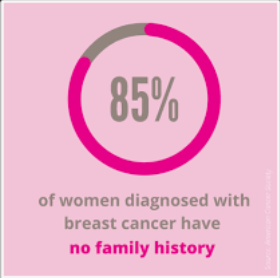 85%
of women diagnosed with
breast cancer have
no family history